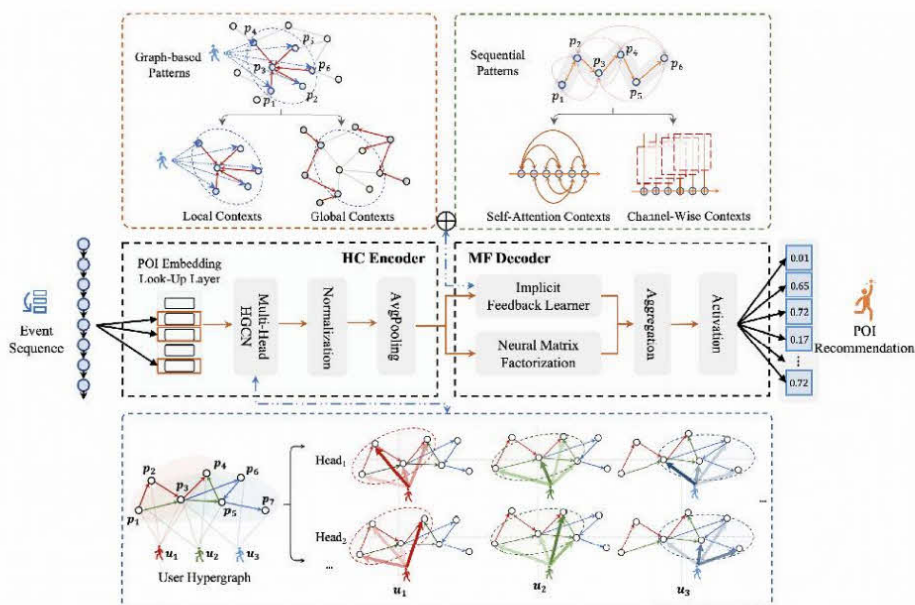 Graph-based
Patterns
p4
p5
p3
p6
p1
p2
Local Contexts
Global Contexts
Sequential
Patterns
p2
p4
p3
p6
p1
p5
Self-Attention Contexts
Channel-Wise Contexts
Event
Sequence
HC Encoder
POI Embedding
Look-Up Layer
Multi-Head
HGCN
Normalization
AvgPooling
MF Decoder
Implicit
Feedback Learner
Neural Matrix
Factorization
Aggregation
Activation
0.01
0.65
0.72
0.17
⋮
0.72
POI
Recommendation
p2
p4
p6
p3
p1
p5
p7
u1
u2
u3
User Hypergraph
Head1
...
Head2
...
u1
u2
u3